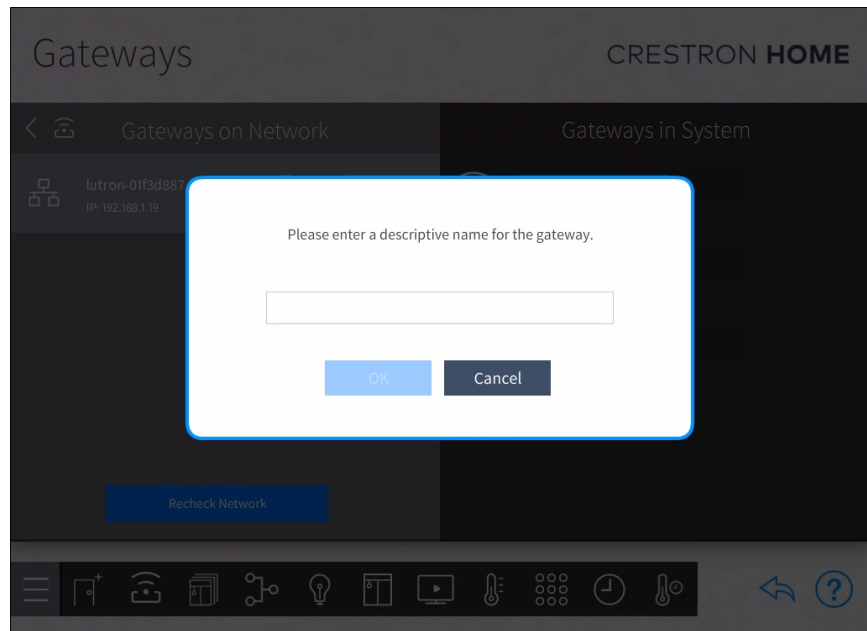 Gateways
CRESTRON HOME
Gateways on Network
Gateways in System
lutron-01f3d887
IP: 192.168.1.19
Please enter a descriptive name for the gateway.
OK
Cancel
Recheck Network
?